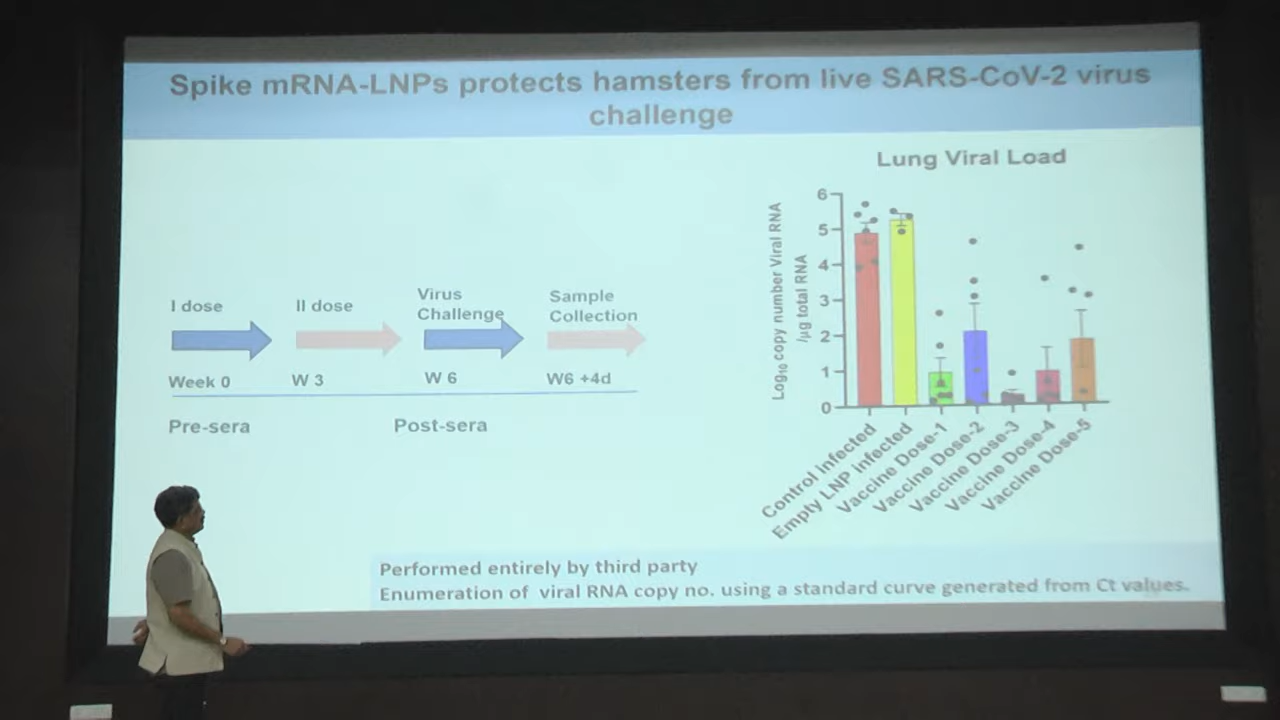 Spike mRNA-LNPs protects hamsters from live SARS-CoV-2 virus
challenge
I dose
II dose
Virus
Challenge
Sample
Collection
Week 0
W 3
W 6
W6 +4d
Pre-sera
Post-sera
Lung Viral Load
Log10 copy number Viral RNA
/µg total RNA
6
5
4
3
2
1
0
Control infected
Empty LNP infected
Vaccine Dose-1
Vaccine Dose-2
Vaccine Dose-3
Vaccine Dose-4
Vaccine Dose-5
Performed entirely by third party
Enumeration of viral RNA copy no. using a standard curve generated from Ct values.